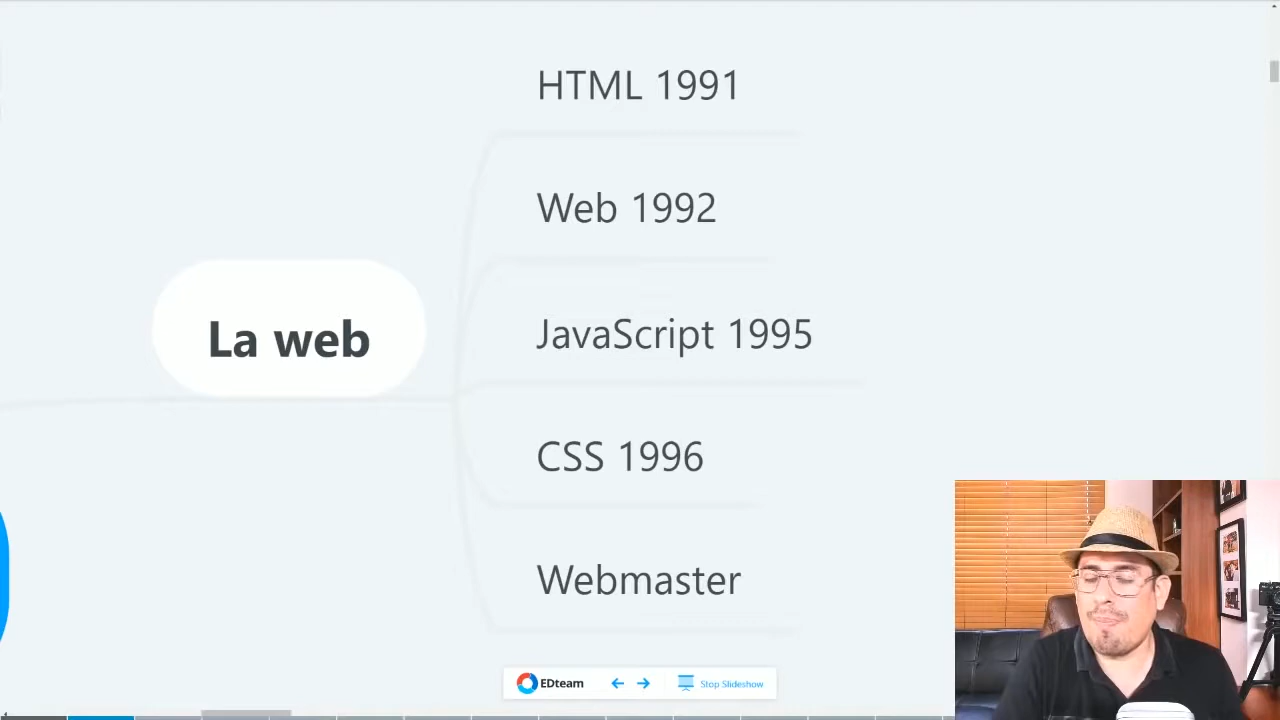 HTML 1991
Web 1992
La web
JavaScript 1995
CSS 1996
Webmaster
EDteam
Stop Slideshow